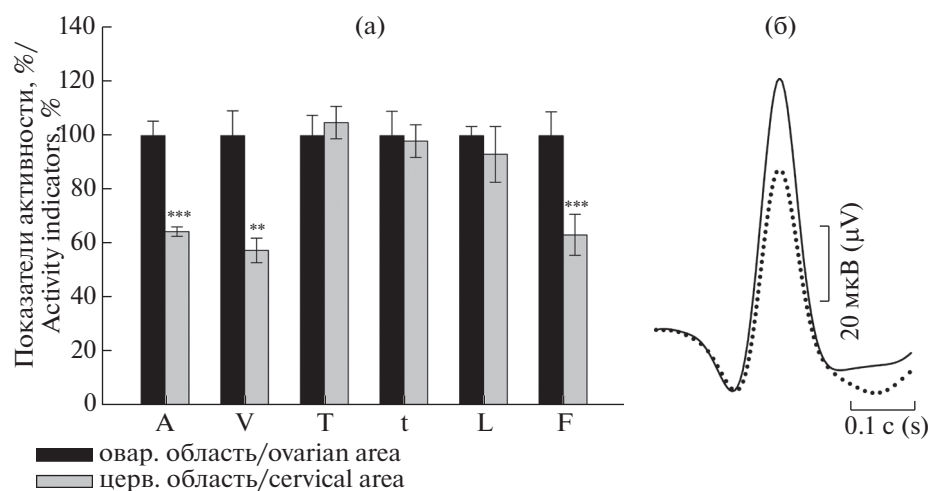 (а)
(б)
Показатели активности, %/
Activity indicators, %
140
120
100
80
60
40
20
0
***
**
***
A
V
T
t
L
F
20 мкВ (μV)
0.1 с (s)
овар. область/ovarian area
церв. область/cervical area